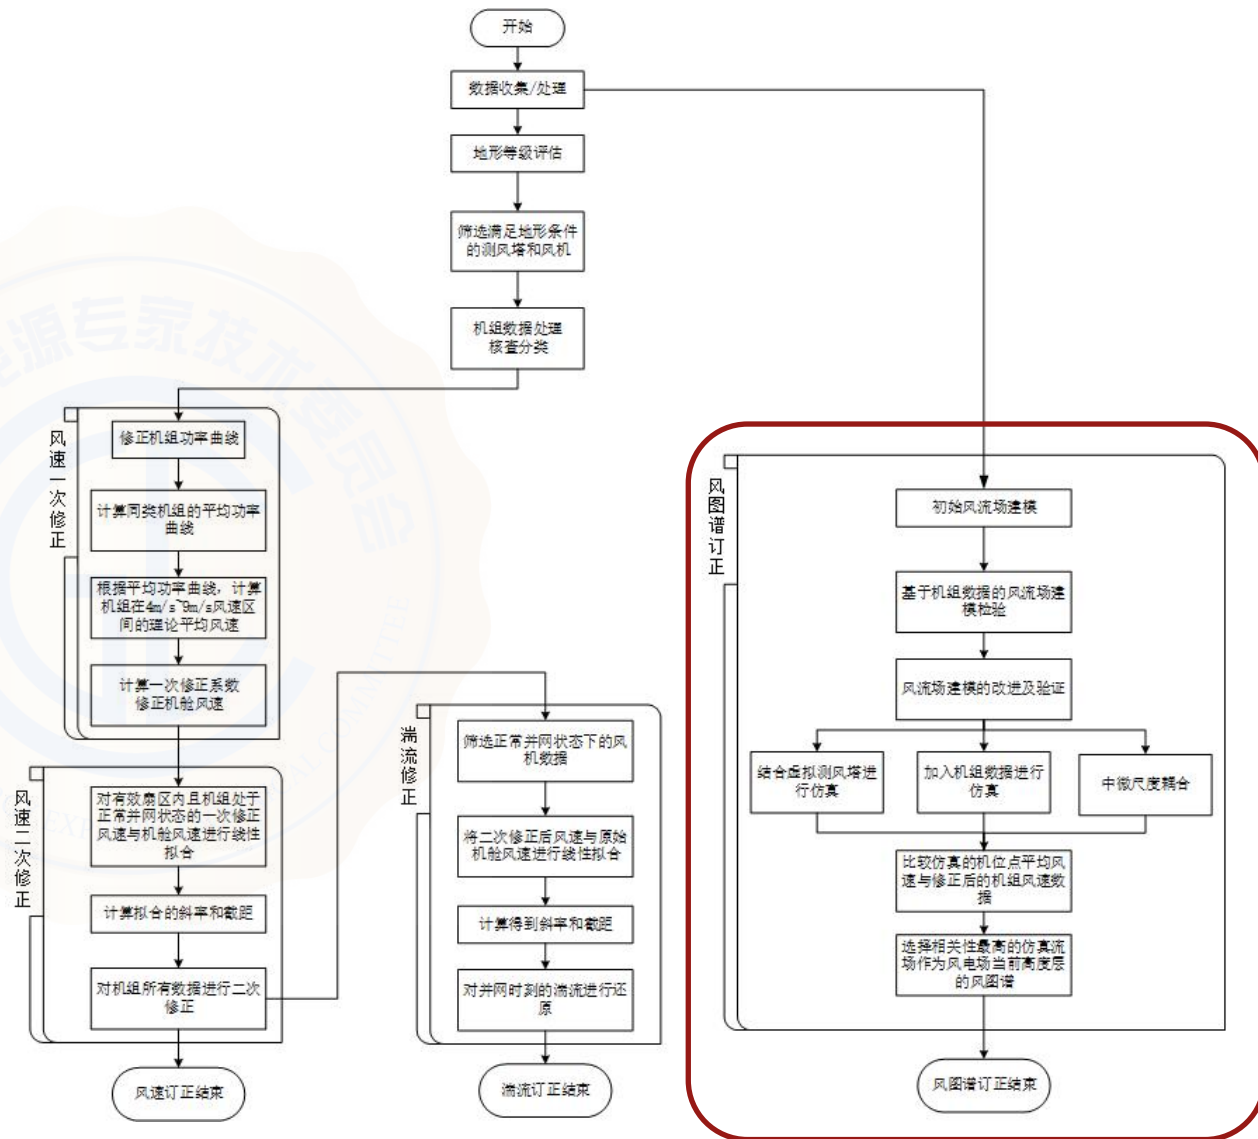 开始
数据收集/处理
地形等级评估
筛选满足地形条件
的测风塔和风机
机组数据处理
核查分类
风速一次修正
修正机组功率曲线
计算同类机组的平均功率
曲线
根据平均功率曲线，计算
机组在4m/s~9m/s风速区
间的理论平均风速
计算一次修正系数
修正机舱风速
风速二次修正
对有效扇区内且机组处于
正常并网状态的一次修正
风速与机舱风速进行线性
拟合
计算拟合的斜率和截距
对机组所有数据进行二次
修正
风速订正结束
湍流修正
筛选正常并网状态下的风
机数据
将二次修正后风速与原始
机舱风速进行线性拟合
计算得到斜率和截距
对并网时刻的湍流进行还
原
湍流订正结束
风图谱订正
初始风流场建模
基于机组数据的风流场建
模检验
风流场建模的改进及验证
结合虚拟测风塔进
行仿真
加入机组数据进行
仿真
中微尺度耦合
比较仿真的机位点平均风
速与修正后的机组风速数
据
选择相关性最高的仿真流
场作为风电场当前高度层
的风图谱
风图谱订正结束
源专家技术委员会
COMMITTEE